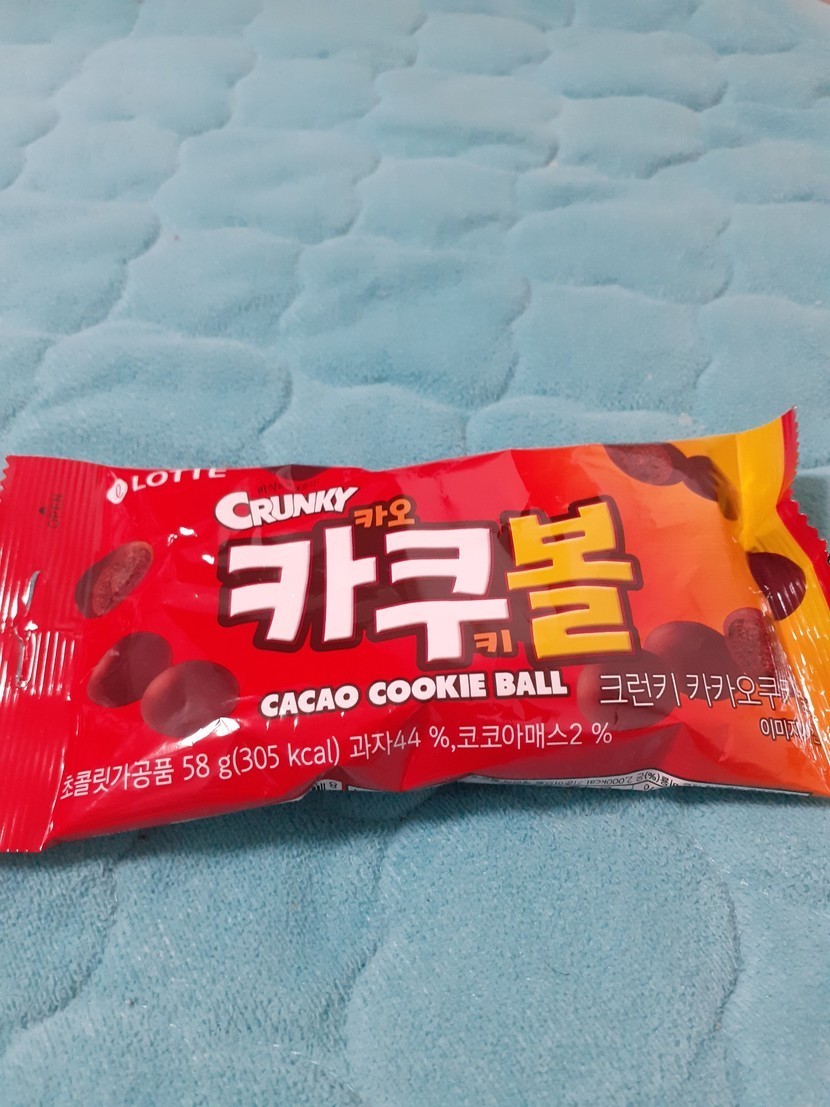 LOTTE
CRUNKY
카오
카쿠볼
키
CACAO COOKIE BALL
크런키 카카오쿠키
초콜릿가공품 58 g(305 kcal) 과자44 %,코코아매스2 %